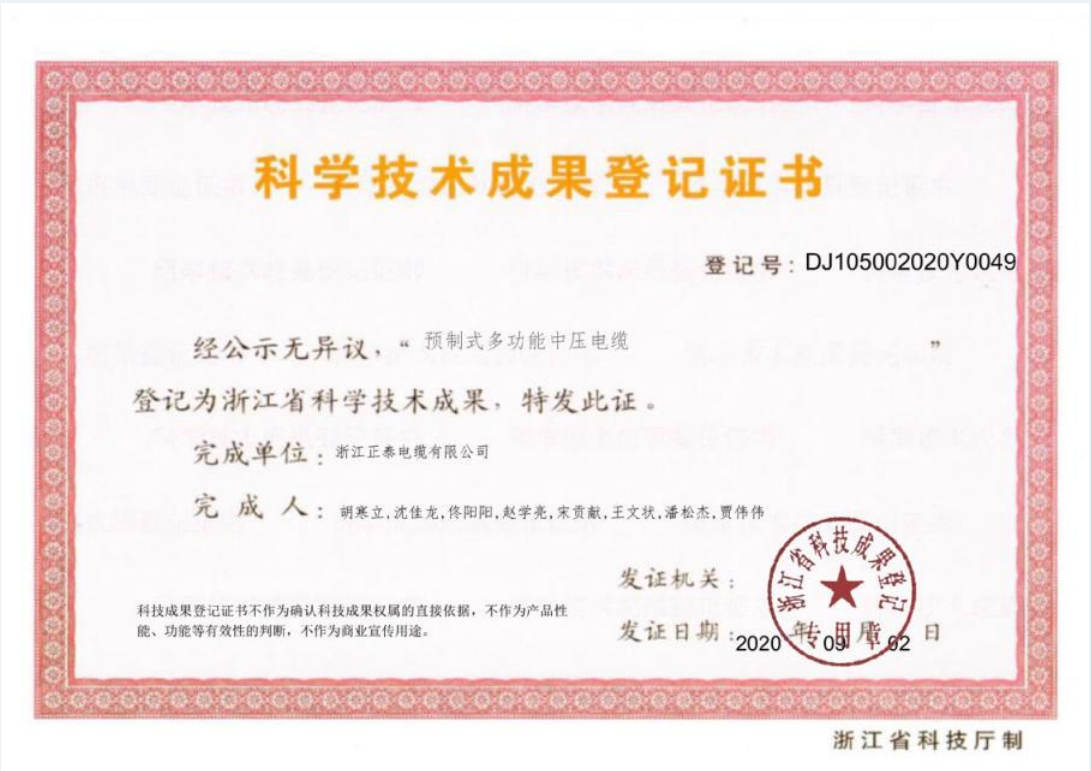 科学技术成果登记证书
登记号: DJ105002020Y0049
经公示无异议，“ 预制式多功能中压电缆 ”
登记为浙江省科学技术成果，特发此证。
完成单位：浙江正泰电缆有限公司
完成人：胡寒立,沈佳龙,佟阳阳,赵学亮,宋贡献,王文状,潘松杰,贾伟伟
发证机关：
浙江省科技成果登记
专用章
科技成果登记证书不作为确认科技成果权属的直接依据，不作为产品性
能、功能等有效性的判断，不作为商业宣传用途。
发证日期：2020 年 09 月 02 日
浙江省科技厅制